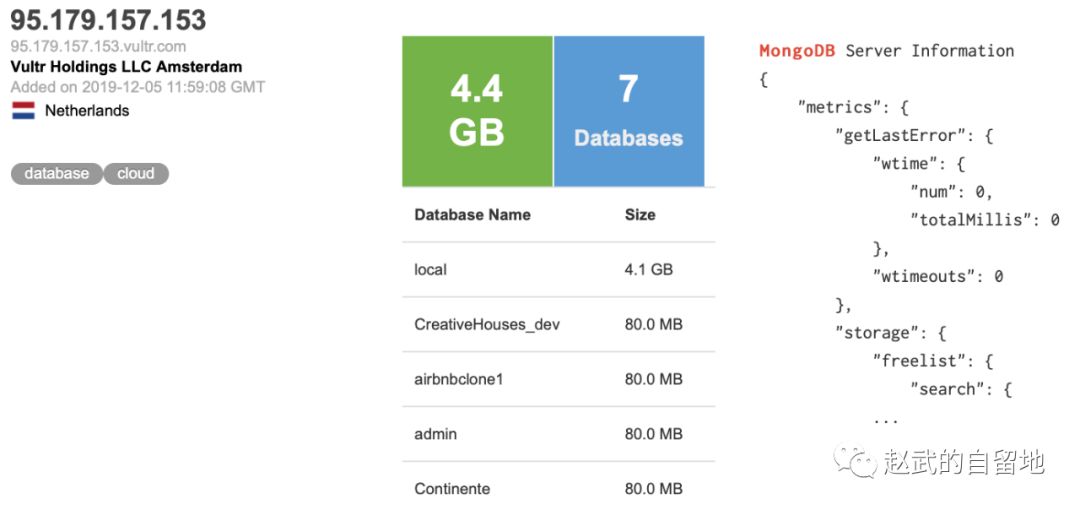 95.179.157.153
95.179.157.153.vultr.com
Vultr Holdings LLC Amsterdam
Added on 2019-12-05 11:59:08 GMT
Netherlands
database cloud
4.4
GB
7
Databases
Database Name Size
local 4.1 GB
CreativeHouses_dev 80.0 MB
airbnbclone1 80.0 MB
admin 80.0 MB
Continente 80.0 MB
MongoDB Server Information
{
"metrics": {
"getLastError": {
"wtime": {
"num": 0,
"totalMillis": 0
},
"wtimeouts": 0
},
"storage": {
"freelist": {
"search": {
...
赵武的自留地